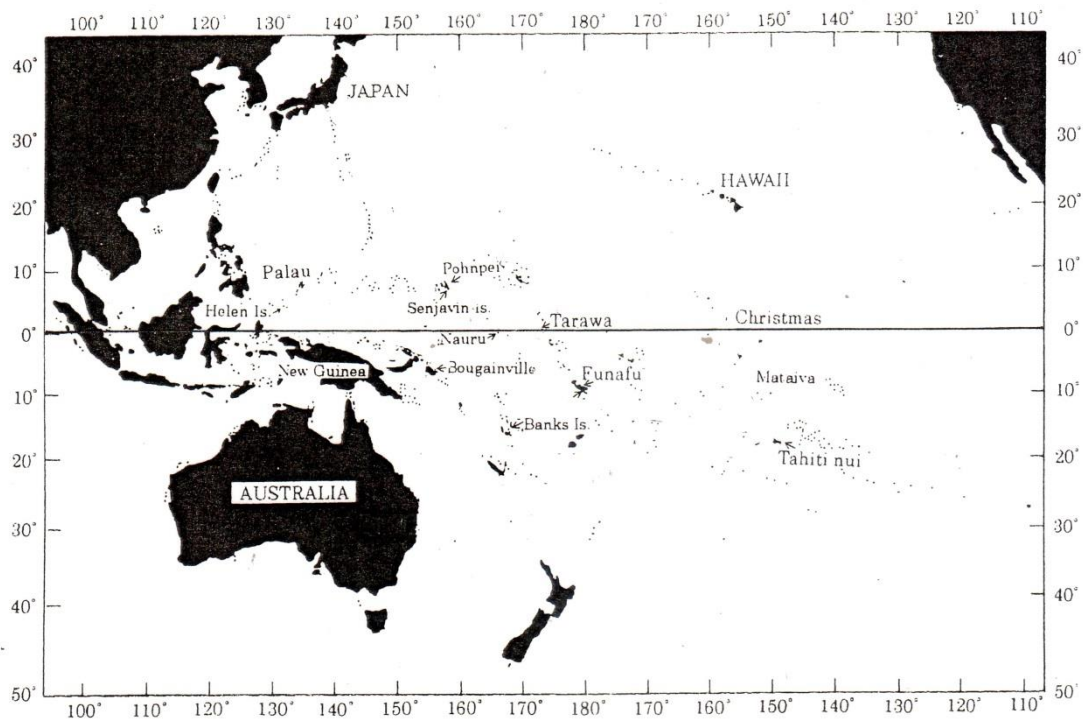 100° 110° 120° 130° 140° 150° 160° 170° 180° 170° 160° 150° 140° 130° 120° 110°
40° 40°
JAPAN
30° 30°
HAWAII
20° 20°
Pohnpei
10° Palau 10°
Helen Is. Senjavin is.
Tarawa Christmas
0° 0°
Nauru
New Guinea Bougainville Funafu Mataiva
10° 10°
Banks Is.
Tahiti nui
20° 20°
AUSTRALIA
30° 30°
40° 40°
50° 50°
100° 110° 120° 130° 140° 150° 160° 170° 180° 170° 160° 150° 140° 130° 120° 110°